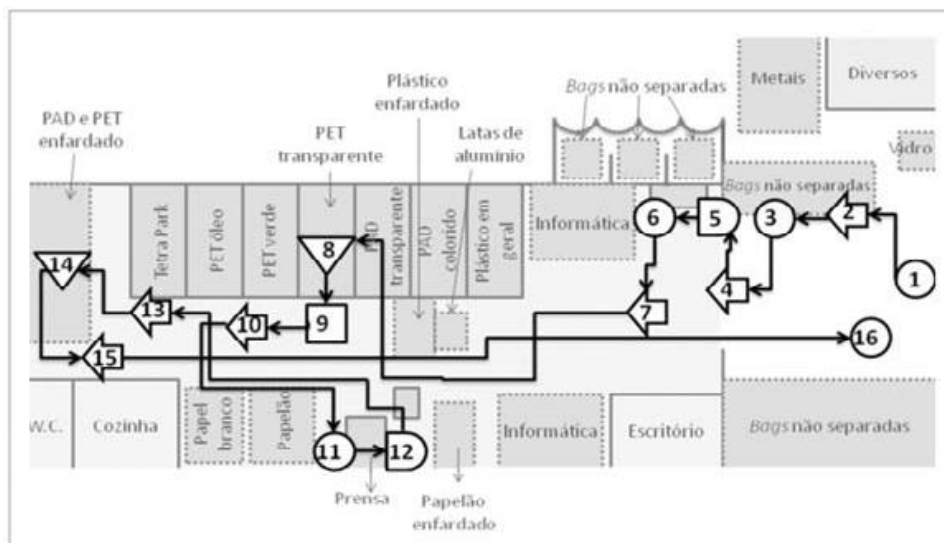 Metais
Diversos
Plástico
enfardado
Bags não separadas
PAD e PET
enfardado
PET
transparente
Latas de
alumínio
Vidro
Bags não separadas
Tetra Park
PET óleo
PET verde
transparente
PAD
colorido
Plástico em
geral
Informática
1
2
3
4
5
6
7
8
9
10
11
12
13
14
15
16
W.C.
Cozinha
Papel
branco
Papelão
Prensa
Papelão
enfardado
Informática
Escritório
Bags não separadas